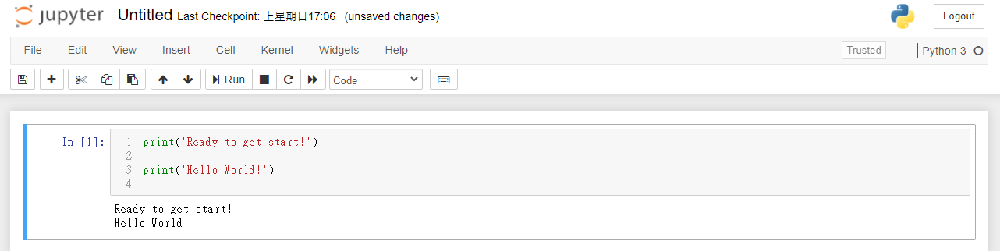 jupyter Untitled Last Checkpoint: 上星期日17:06 (unsaved changes) Logout
File Edit View Insert Cell Kernel Widgets Help Trusted Python 3
Run Code
In [1]: 1 print('Ready to get start!')
2
3 print('Hello World!')
4
Ready to get start!
Hello World!